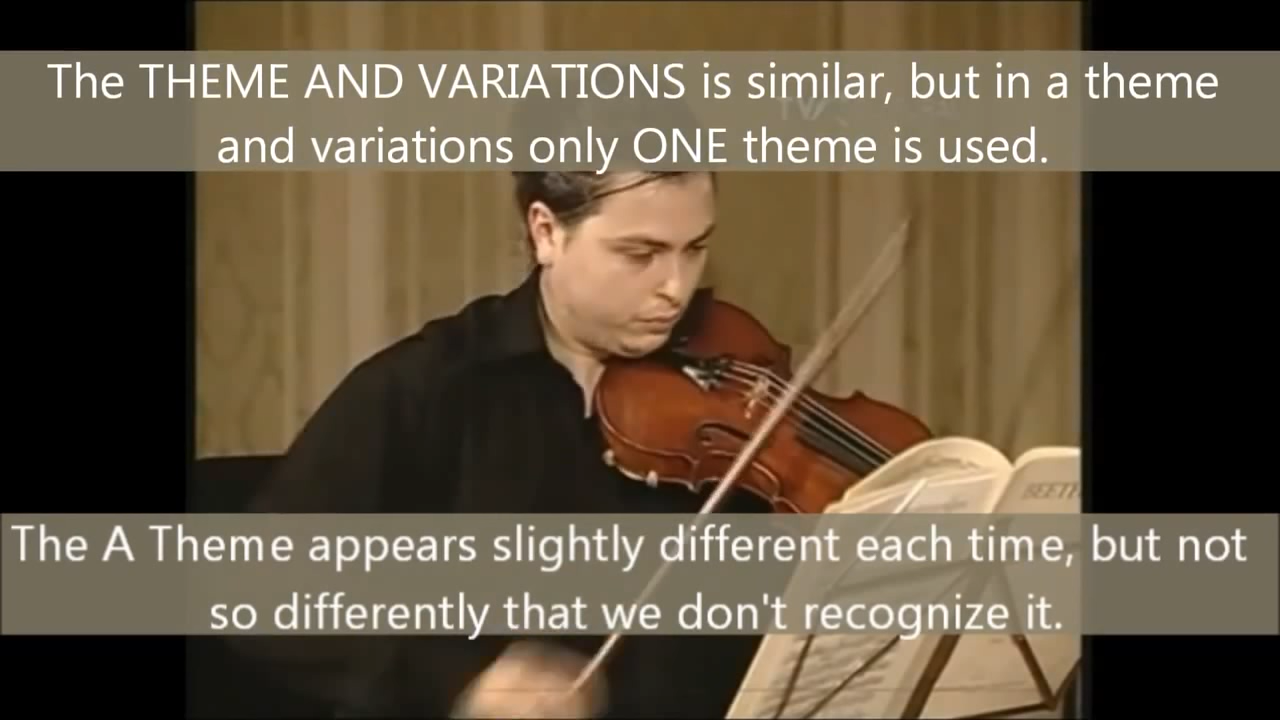 The THEME AND VARIATIONS is similar, but in a theme
and variations only ONE theme is used.
The A Theme appears slightly different each time, but not
so differently that we don't recognize it.